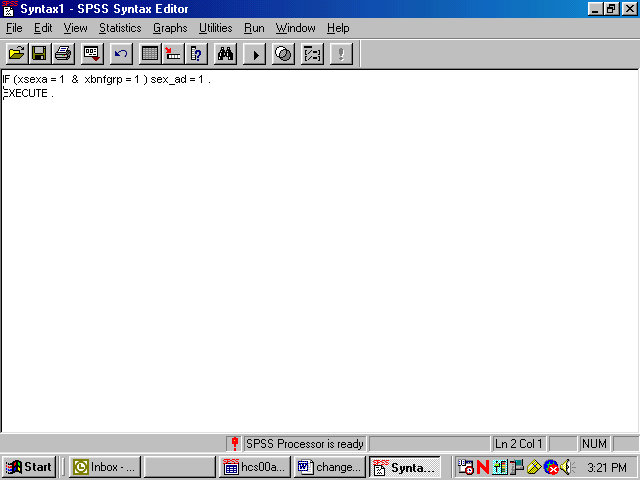 Syntax1 - SPSS Syntax Editor
File Edit View Statistics Graphs Utilities Run Window Help
IF (xsexa = 1 & xbnfgrp = 1 ) sex_ad = 1 .
EXECUTE .
SPSS Processor is ready
Ln 2 Col 1
NUM
Start
Inbox - ...
hcs00a...
change...
Synta...
3:21 PM